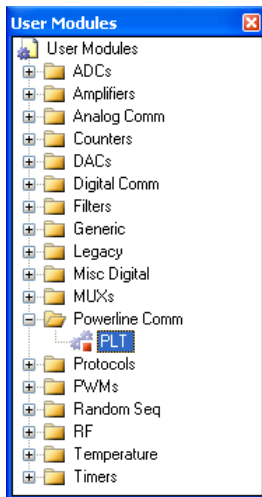 User Modules
User Modules
ADCs
Amplifiers
Analog Comm
Counters
DACs
Digital Comm
Filters
Generic
Legacy
Misc Digital
MUXs
Powerline Comm
PLT
Protocols
PWMs
Random Seq
RF
Temperature
Timers